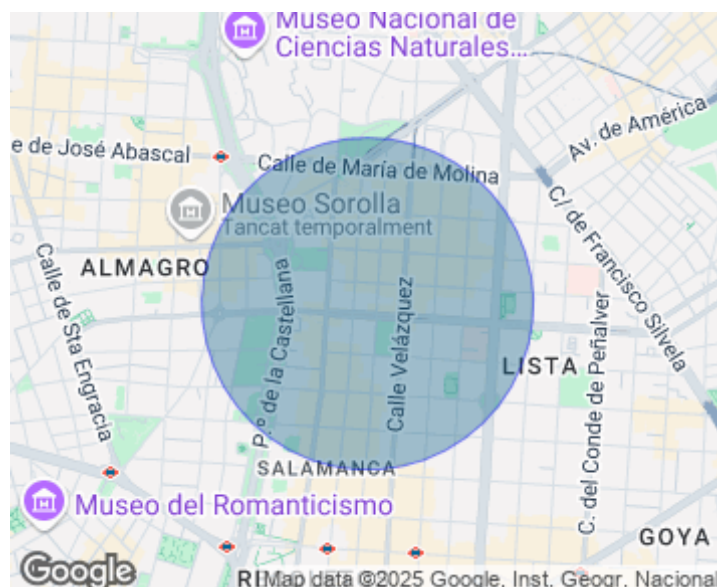 Museo Nacional de
Ciencias Naturales...
e de José Abascal
Calle de María de Molina
Av. de América
Museo Sorolla
Tancat temporalment
C/ de Francisco Silvela
ALMAGRO
Calle de Sta Engracia
P.º de la Castellana
Calle Velázquez
C. del Conde de Peñalver
LISTA
SALAMANCA
Museo del Romanticismo
GOYA
Google
Map data ©2025 Google, Inst. Geogr. Nacional